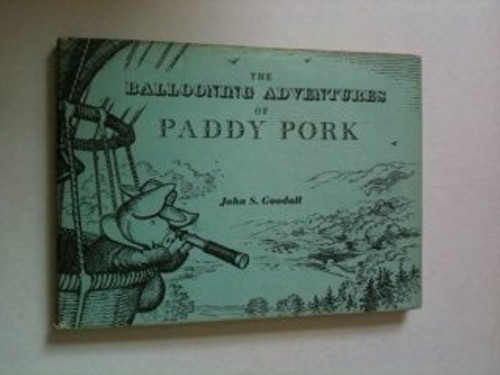 THE
BALLOONING ADVENTURES
OF
PADDY PORK
John S. Goodall